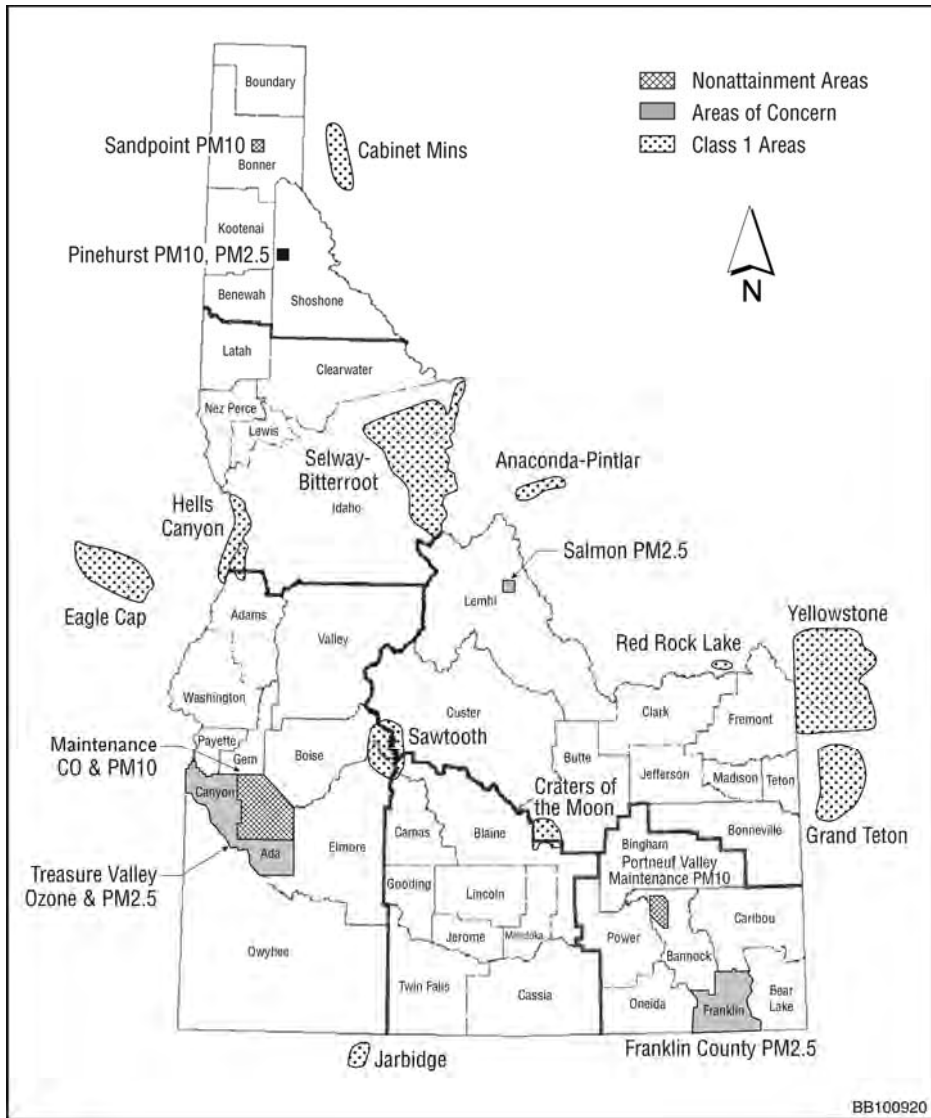 Boundary
Nonattainment Areas
Areas of Concern
Class 1 Areas
Sandpoint PM10
Bonner
Cabinet Mins
Kootenai
Pinehurst PM10, PM2.5
N
Benewah
Shoshone
Latah
Clearwater
Nez Perce
Lewis
Selway-
Bitterroot
Idaho
Anaconda-Pintlar
Hells
Canyon
Salmon PM2.5
Eagle Cap
Lemhi
Adams
Valley
Yellowstone
Red Rock Lake
Washington
Custer
Clark
Fremont
Maintenance
CO & PM10
Payette
Gem
Boise
Sawtooth
Butte
Jefferson
Madison
Teton
Canyon
Craters of
the Moon
Grand Teton
Camas
Blaine
Bonneville
Bingham
Treasure Valley
Ozone & PM2.5
Ada
Elmore
Portneuf Valley
Maintenance PM10
Gooding
Lincoln
Caribou
Jerome
Minidoka
Power
Bannock
Owyhee
Twin Falls
Cassia
Oneida
Franklin
Bear
Lake
Jarbidge
Franklin County PM2.5
BB100920